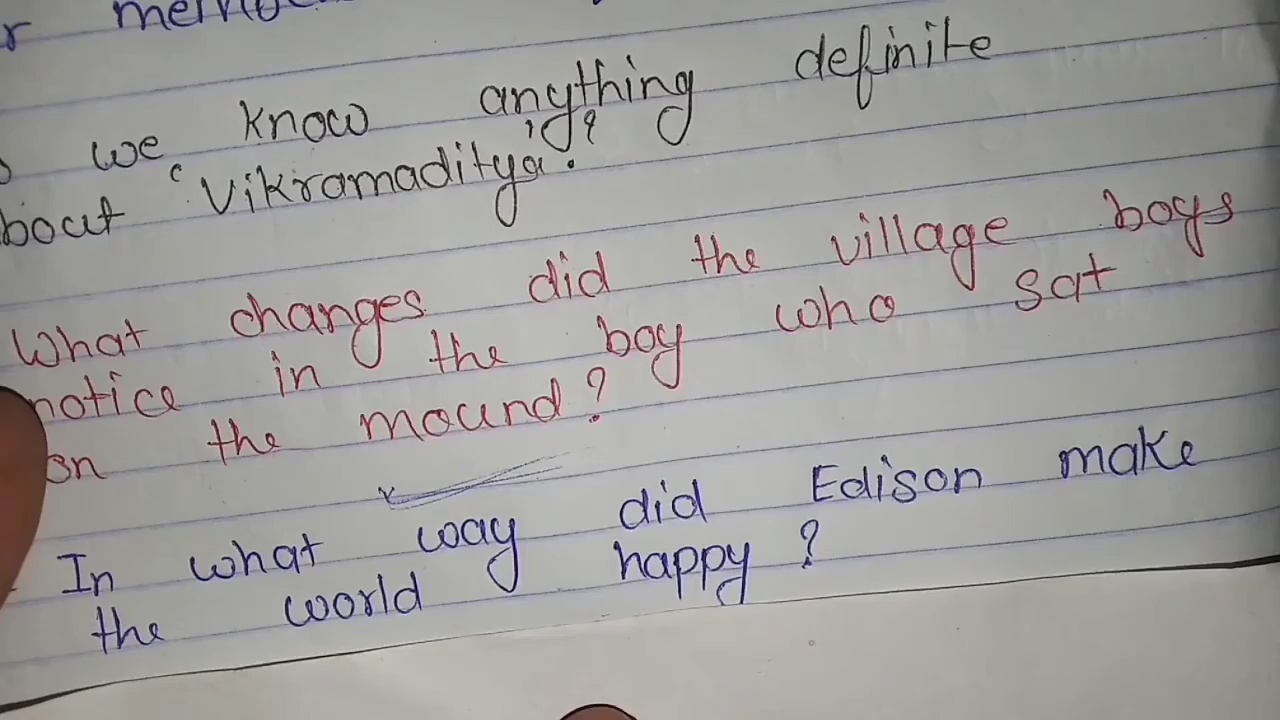 we know anything definite
bout 'Vikramaditya'?
What changes did the village boys
notice in the boy who sat
on the mound?
In what way did Edison make
the world happy?